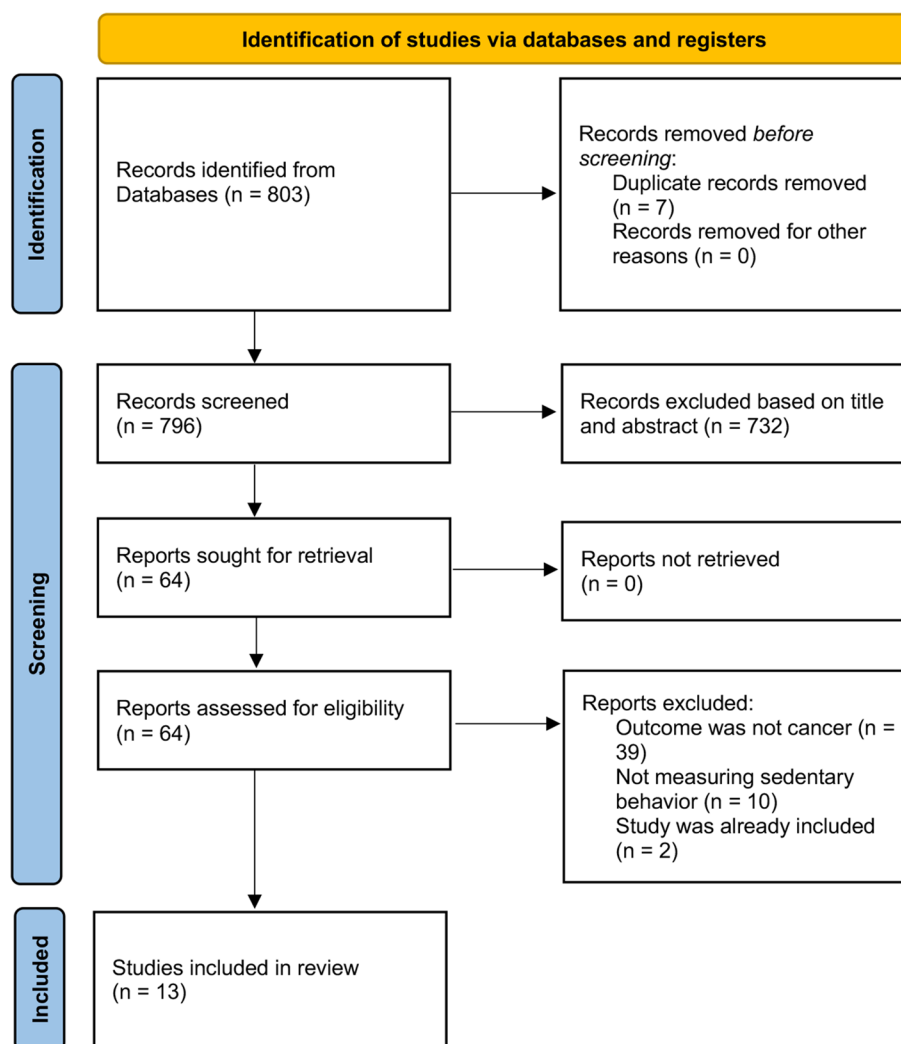 Identification of studies via databases and registers
Identification
Records identified from
Databases (n = 803)
Records removed before
screening:
Duplicate records removed
(n = 7)
Records removed for other
reasons (n = 0)
Screening
Records screened
(n = 796)
Records excluded based on title
and abstract (n = 732)
Reports sought for retrieval
(n = 64)
Reports not retrieved
(n = 0)
Reports assessed for eligibility
(n = 64)
Reports excluded:
Outcome was not cancer (n =
39)
Not measuring sedentary
behavior (n = 10)
Study was already included
(n = 2)
Included
Studies included in review
(n = 13)